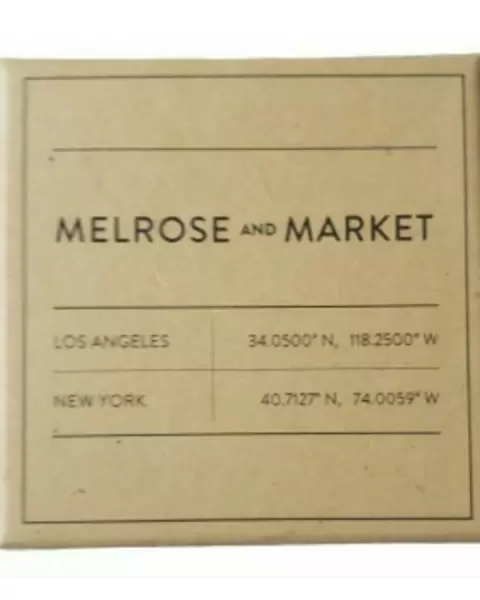 MELROSE AND MARKET
LOS ANGELES 34.0500° N, 118.2500° W
NEW YORK 40.7127° N, 74.0059° W